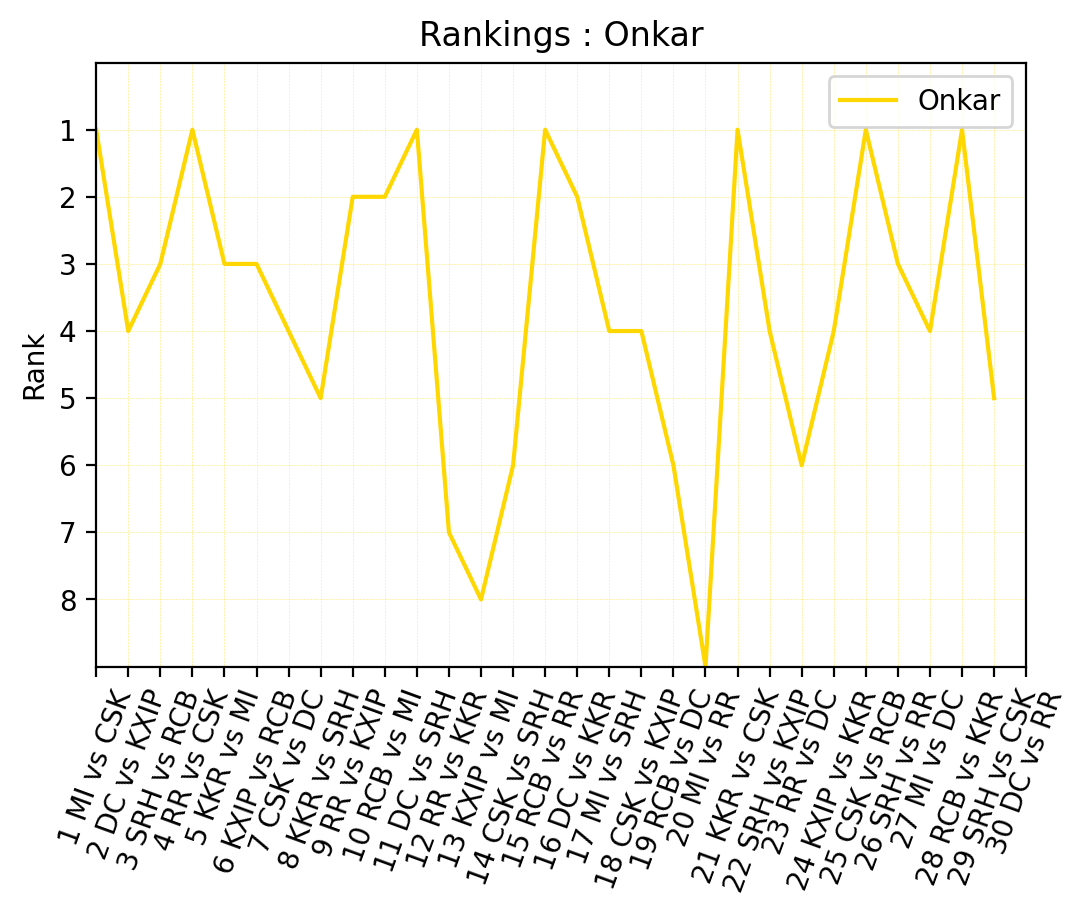 Rankings : Onkar
Onkar
Rank
1
2
3
4
5
6
7
8
1 MI vs CSK
2 DC vs KXIP
3 SRH vs RCB
4 RR vs CSK
5 KKR vs MI
6 KXIP vs RCB
7 CSK vs DC
8 KKR vs SRH
9 RR vs KXIP
10 RCB vs MI
11 DC vs SRH
12 RR vs KKR
13 KXIP vs MI
14 CSK vs SRH
15 RCB vs RR
16 DC vs KKR
17 MI vs SRH
18 CSK vs KXIP
19 RCB vs DC
20 MI vs RR
21 KKR vs CSK
22 SRH vs KXIP
23 RR vs DC
24 KXIP vs KKR
25 CSK vs RCB
26 SRH vs RR
27 MI vs DC
28 RCB vs KKR
29 SRH vs CSK
30 DC vs RR